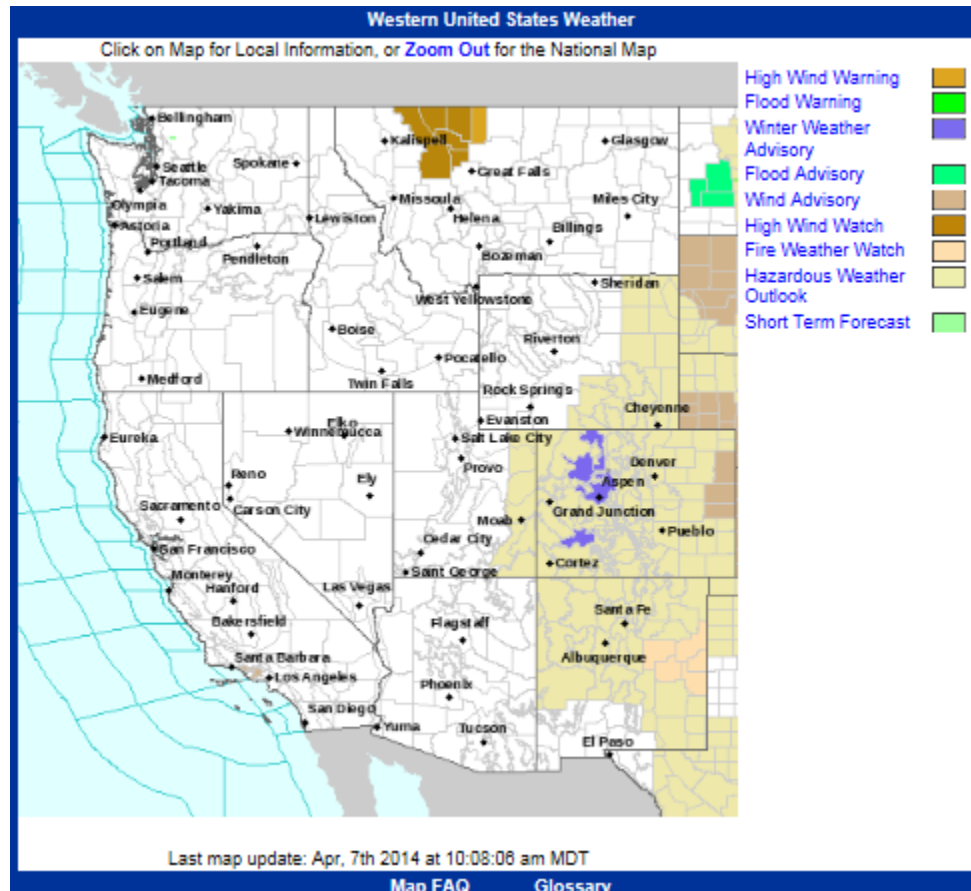 Western United States Weather
Click on Map for Local Information, or Zoom Out for the National Map
High Wind Warning
Flood Warning
Winter Weather
Advisory
Flood Advisory
Wind Advisory
High Wind Watch
Fire Weather Watch
Hazardous Weather
Outlook
Short Term Forecast
Bellingham
Kalispell
Glasgow
Seattle
Spokane
Great Falls
Tacoma
Olympia
Yakima
Lewiston
Missoula
Helena
Miles City
Astoria
Portland
Pendleton
Billings
Bozeman
Salem
West Yellowstone
Sheridan
Eugene
Boise
Riverton
Pocatello
Medford
Twin Falls
Rock Springs
Cheyenne
Evanston
Elko
Winnemucca
Eureka
Salt Lake City
Provo
Denver
Reno
Ely
Aspen
Sacramento
Carson City
Grand Junction
Moab
Pueblo
San Francisco
Cedar City
Cortez
Monterey
Saint George
Hanford
Las Vegas
Bakersfield
Flagstaff
Santa Fe
Albuquerque
Santa Barbara
Los Angeles
Phoenix
San Diego
Yuma
Tucson
El Paso
Last map update: Apr, 7th 2014 at 10:08:06 am MDT
Map FAQ Glossary